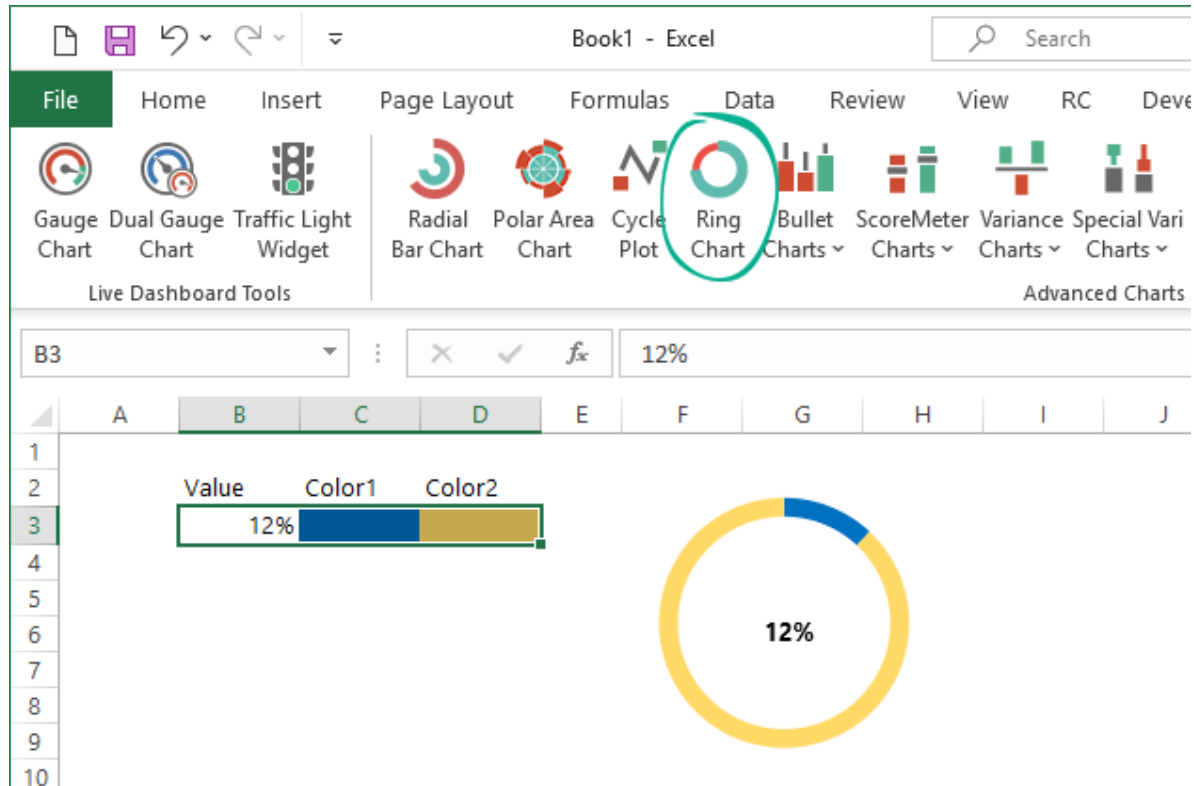 Book1 - Excel
Search
File Home Insert Page Layout Formulas Data Review View RC Deve
Gauge Dual Gauge Traffic Light Radial Polar Area Cycle Ring Bullet ScoreMeter Variance Special Vari
Chart Chart Widget Bar Chart Chart Plot Chart Charts Charts Charts Charts
Live Dashboard Tools Advanced Charts
B3 fx 12%
A B C D E F G H I J
1
2 Value Color1 Color2
3 12%
4
5
6 12%
7
8
9
10